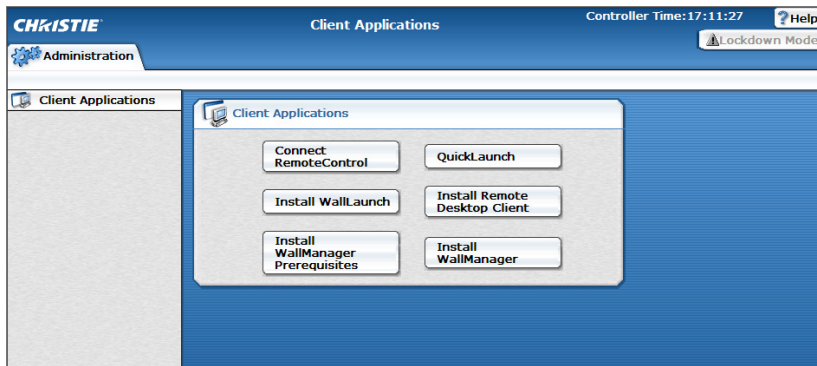 CHRISTIE
Client Applications
Controller Time:17:11:27
Help
Lockdown Mode
Administration
Client Applications
Client Applications
Connect
RemoteControl
QuickLaunch
Install WallLaunch
Install Remote
Desktop Client
Install
WallManager
Prerequisites
Install
WallManager